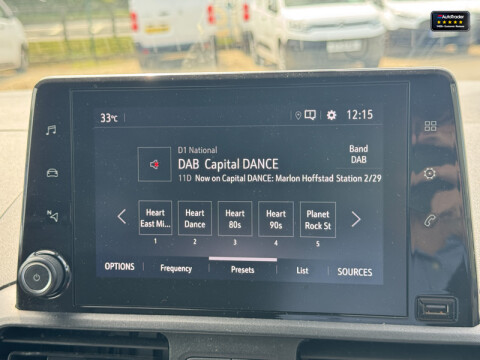 AutoTrader
33°C
12:15
D1 National
DAB Capital DANCE
Band
DAB
11D Now on Capital DANCE: Marlon Hoffstad Station 2/29
Heart East Mi...
Heart Dance
Heart 80s
Heart 90s
Planet Rock St
1 2 3 4 5
OPTIONS Frequency Presets List SOURCES
N